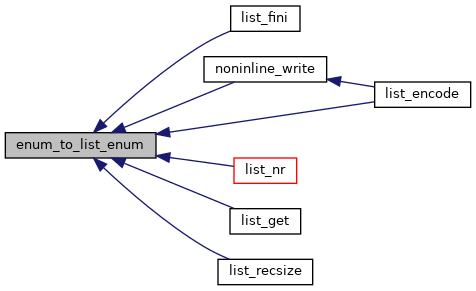 list_fini
noninline_write
list_encode
enum_to_list_enum
list_nr
list_get
list_recsize